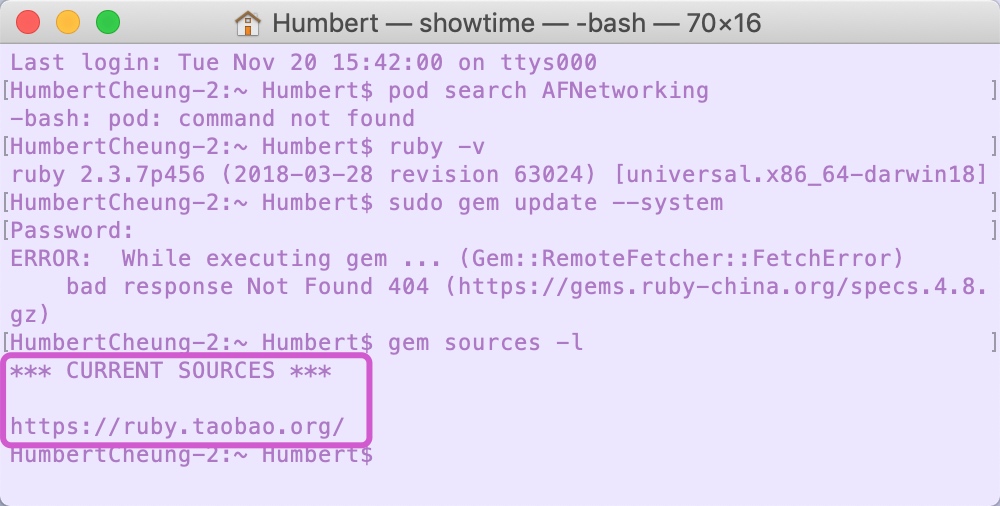 Humbert — showtime — -bash — 70×16
Last login: Tue Nov 20 15:42:00 on ttys000
[HumbertCheung-2:~ Humbert$ pod search AFNetworking ]
-bash: pod: command not found
[HumbertCheung-2:~ Humbert$ ruby -v ]
ruby 2.3.7p456 (2018-03-28 revision 63024) [universal.x86_64-darwin18]
[HumbertCheung-2:~ Humbert$ sudo gem update --system ]
[Password: ]
ERROR:  While executing gem ... (Gem::RemoteFetcher::FetchError)
    bad response Not Found 404 (https://gems.ruby-china.org/specs.4.8.
gz)
[HumbertCheung-2:~ Humbert$ gem sources -l ]
*** CURRENT SOURCES ***
https://ruby.taobao.org/
HumbertCheung-2:~ Humbert$